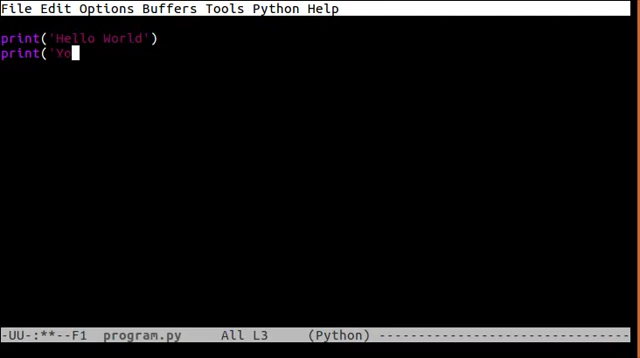 File Edit Options Buffers Tools Python Help
print('Hello World')
print('Yo
-UU-:**--F1  program.py     All L3     (Python) --------------------------------